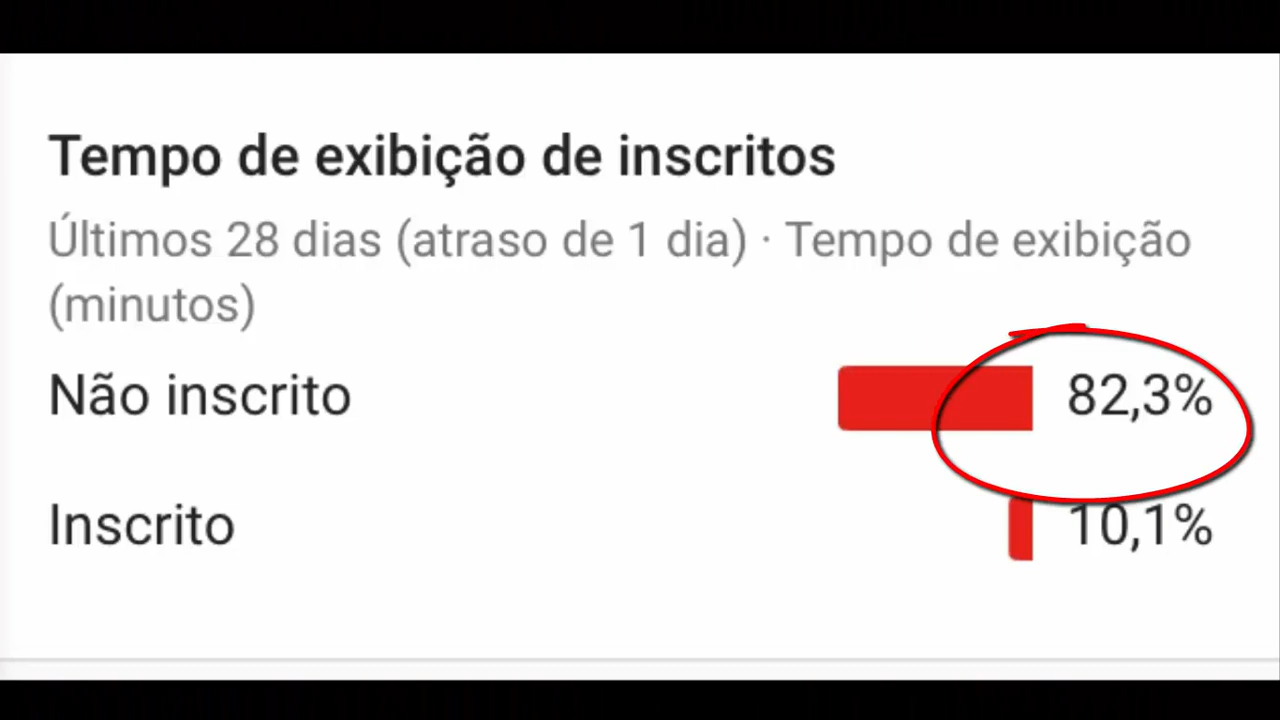 Tempo de exibição de inscritos
Últimos 28 dias (atraso de 1 dia) · Tempo de exibição
(minutos)
Não inscrito 82,3%
Inscrito 10,1%